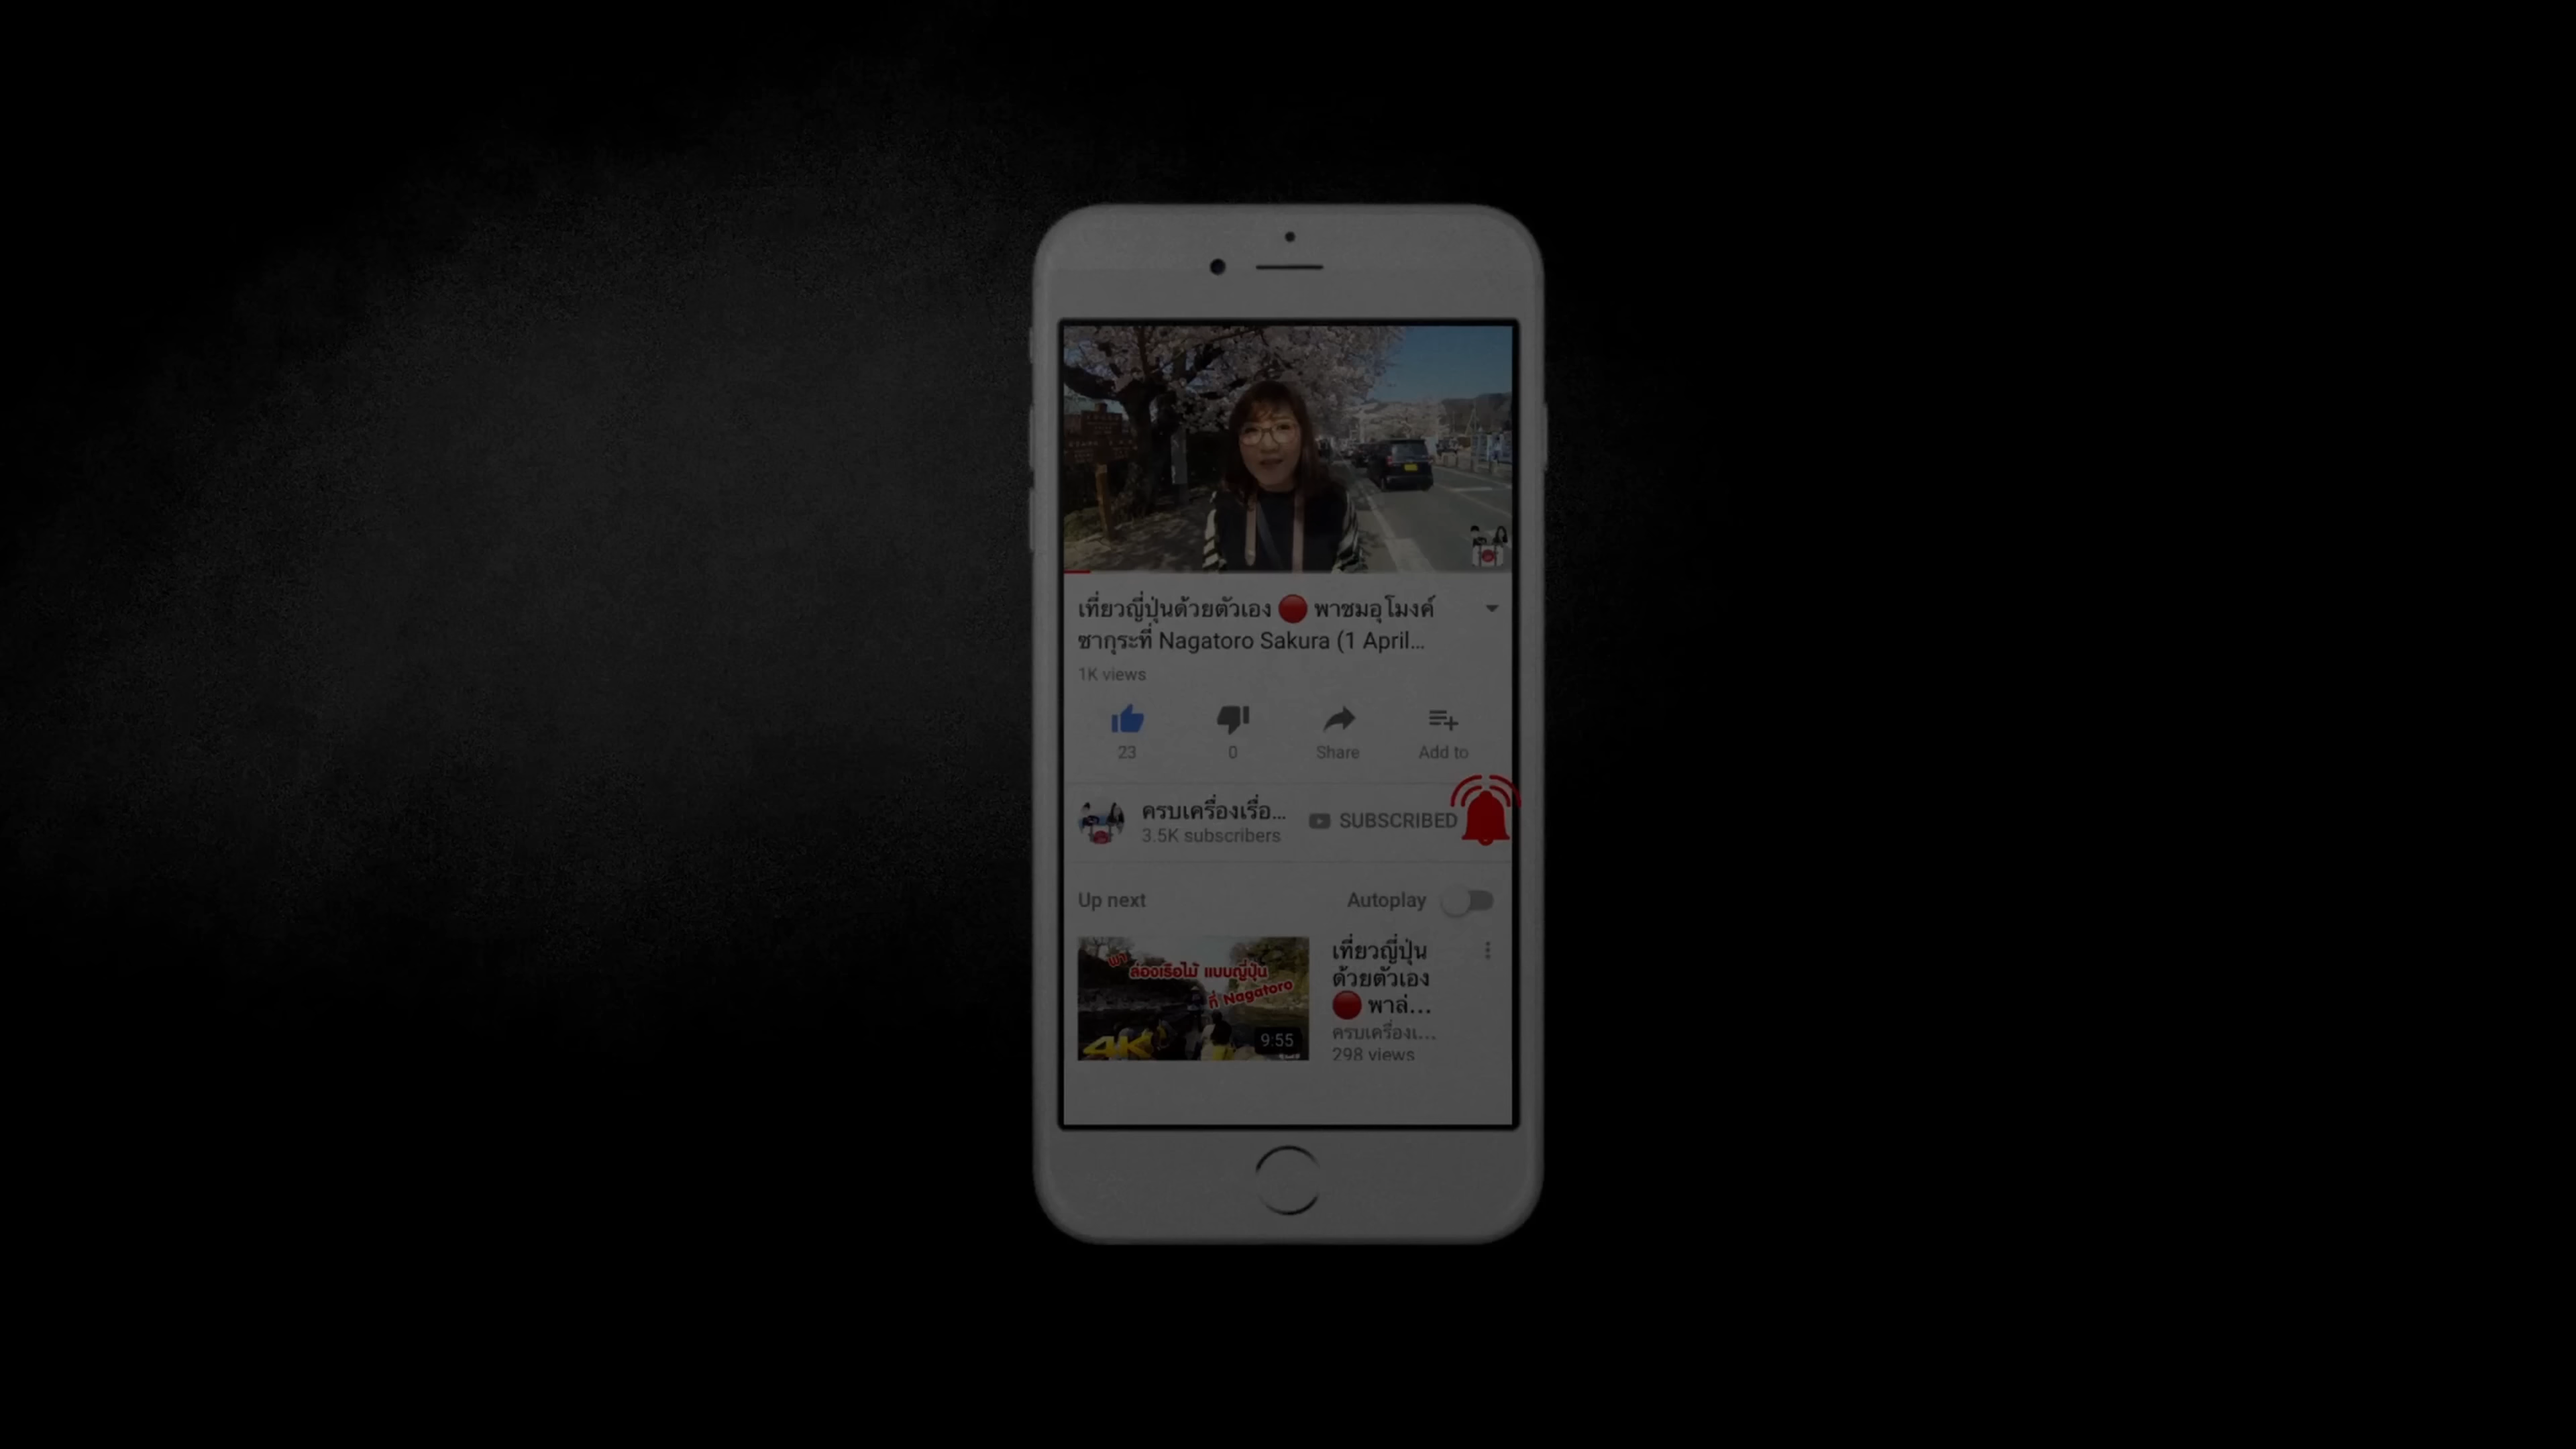 เที่ยวญี่ปุ่นด้วยตัวเอง 🔴 พาชมอุโมงค์
ซากุระที่ Nagatoro Sakura (1 April...
1K views
23
0
Share
Add to
ครบเครื่องเรื่อ...
SUBSCRIBED
3.5K subscribers
Up next
Autoplay
พา
ล่องเรือไม้ แบบญี่ปุ่น
ที่ Nagatoro
4K
9:55
เที่ยวญี่ปุ่น
ด้วยตัวเอง
🔴 พาล่...
ครบเครื่องเ...
298 views